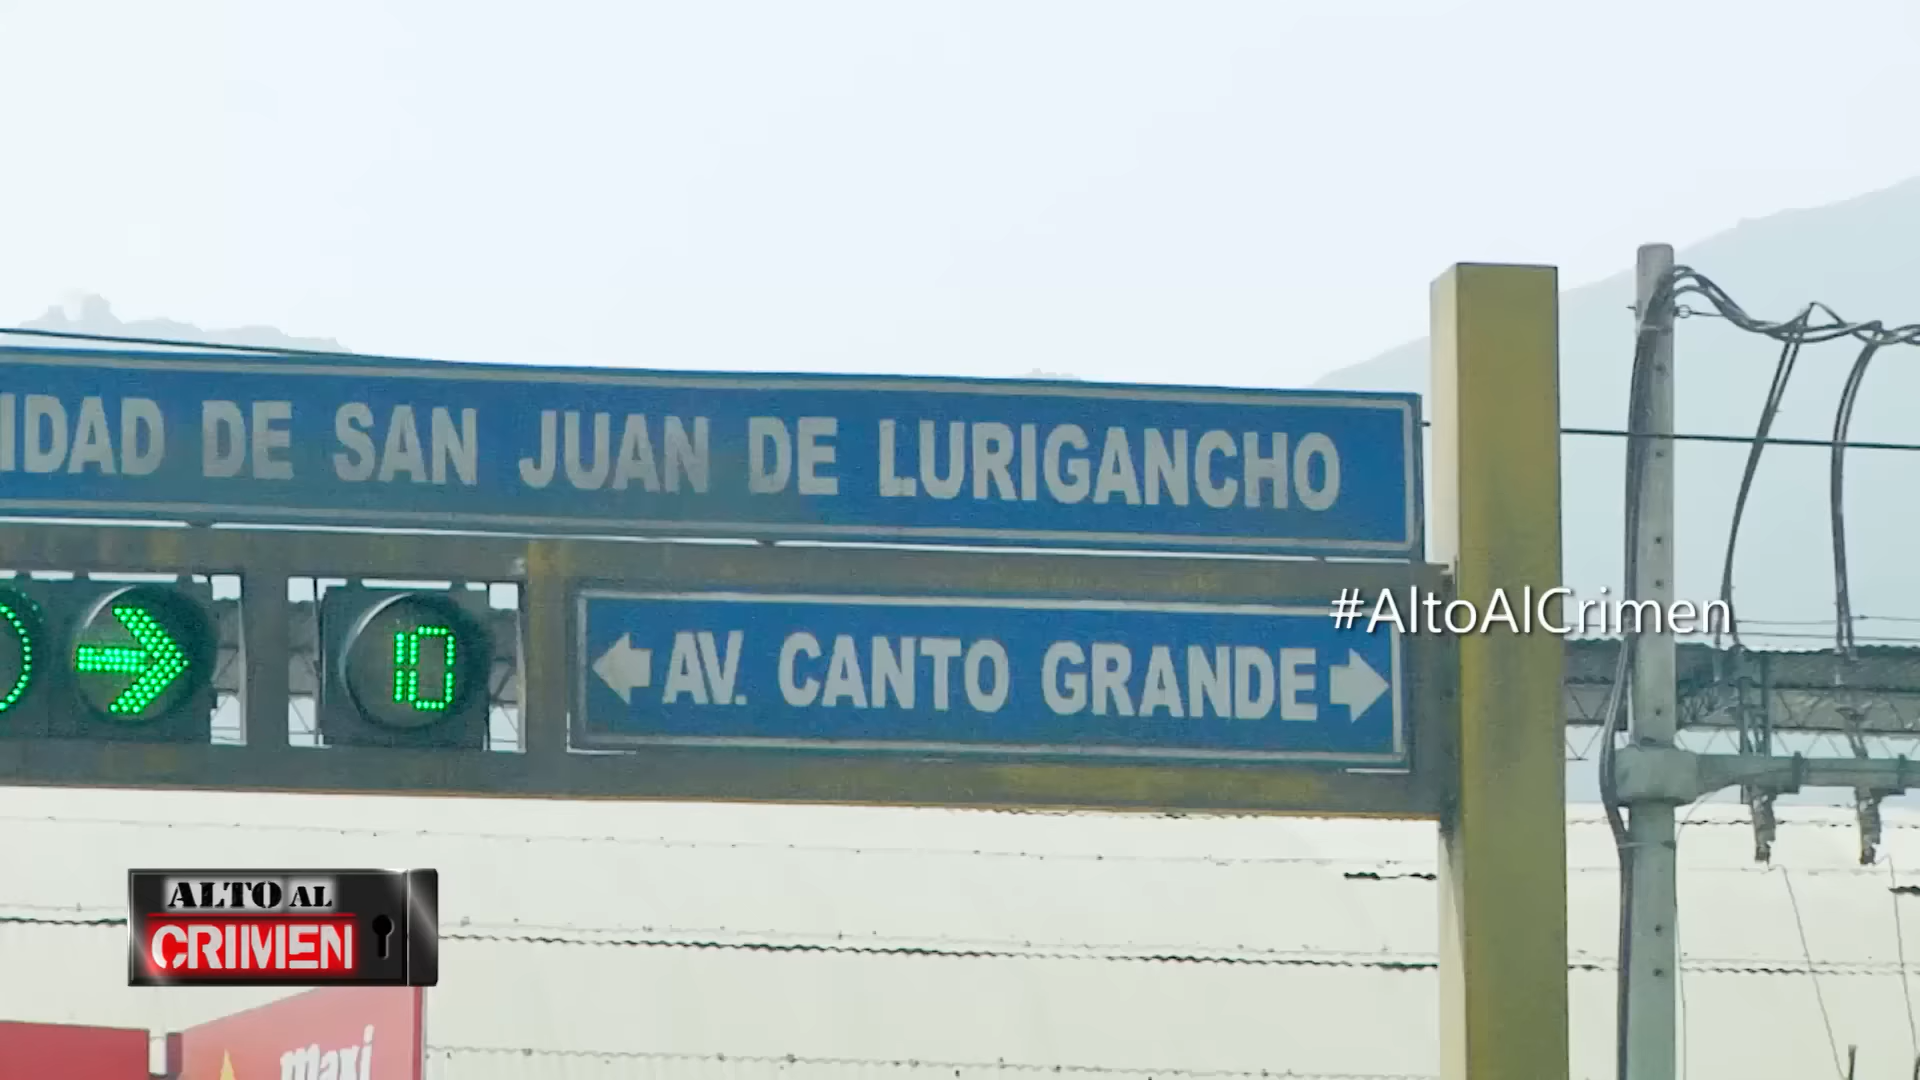 IDAD DE SAN JUAN DE LURIGANCHO
10
AV. CANTO GRANDE
#AltoAlCrimen
ALTO AL
CRIMEN
maxi